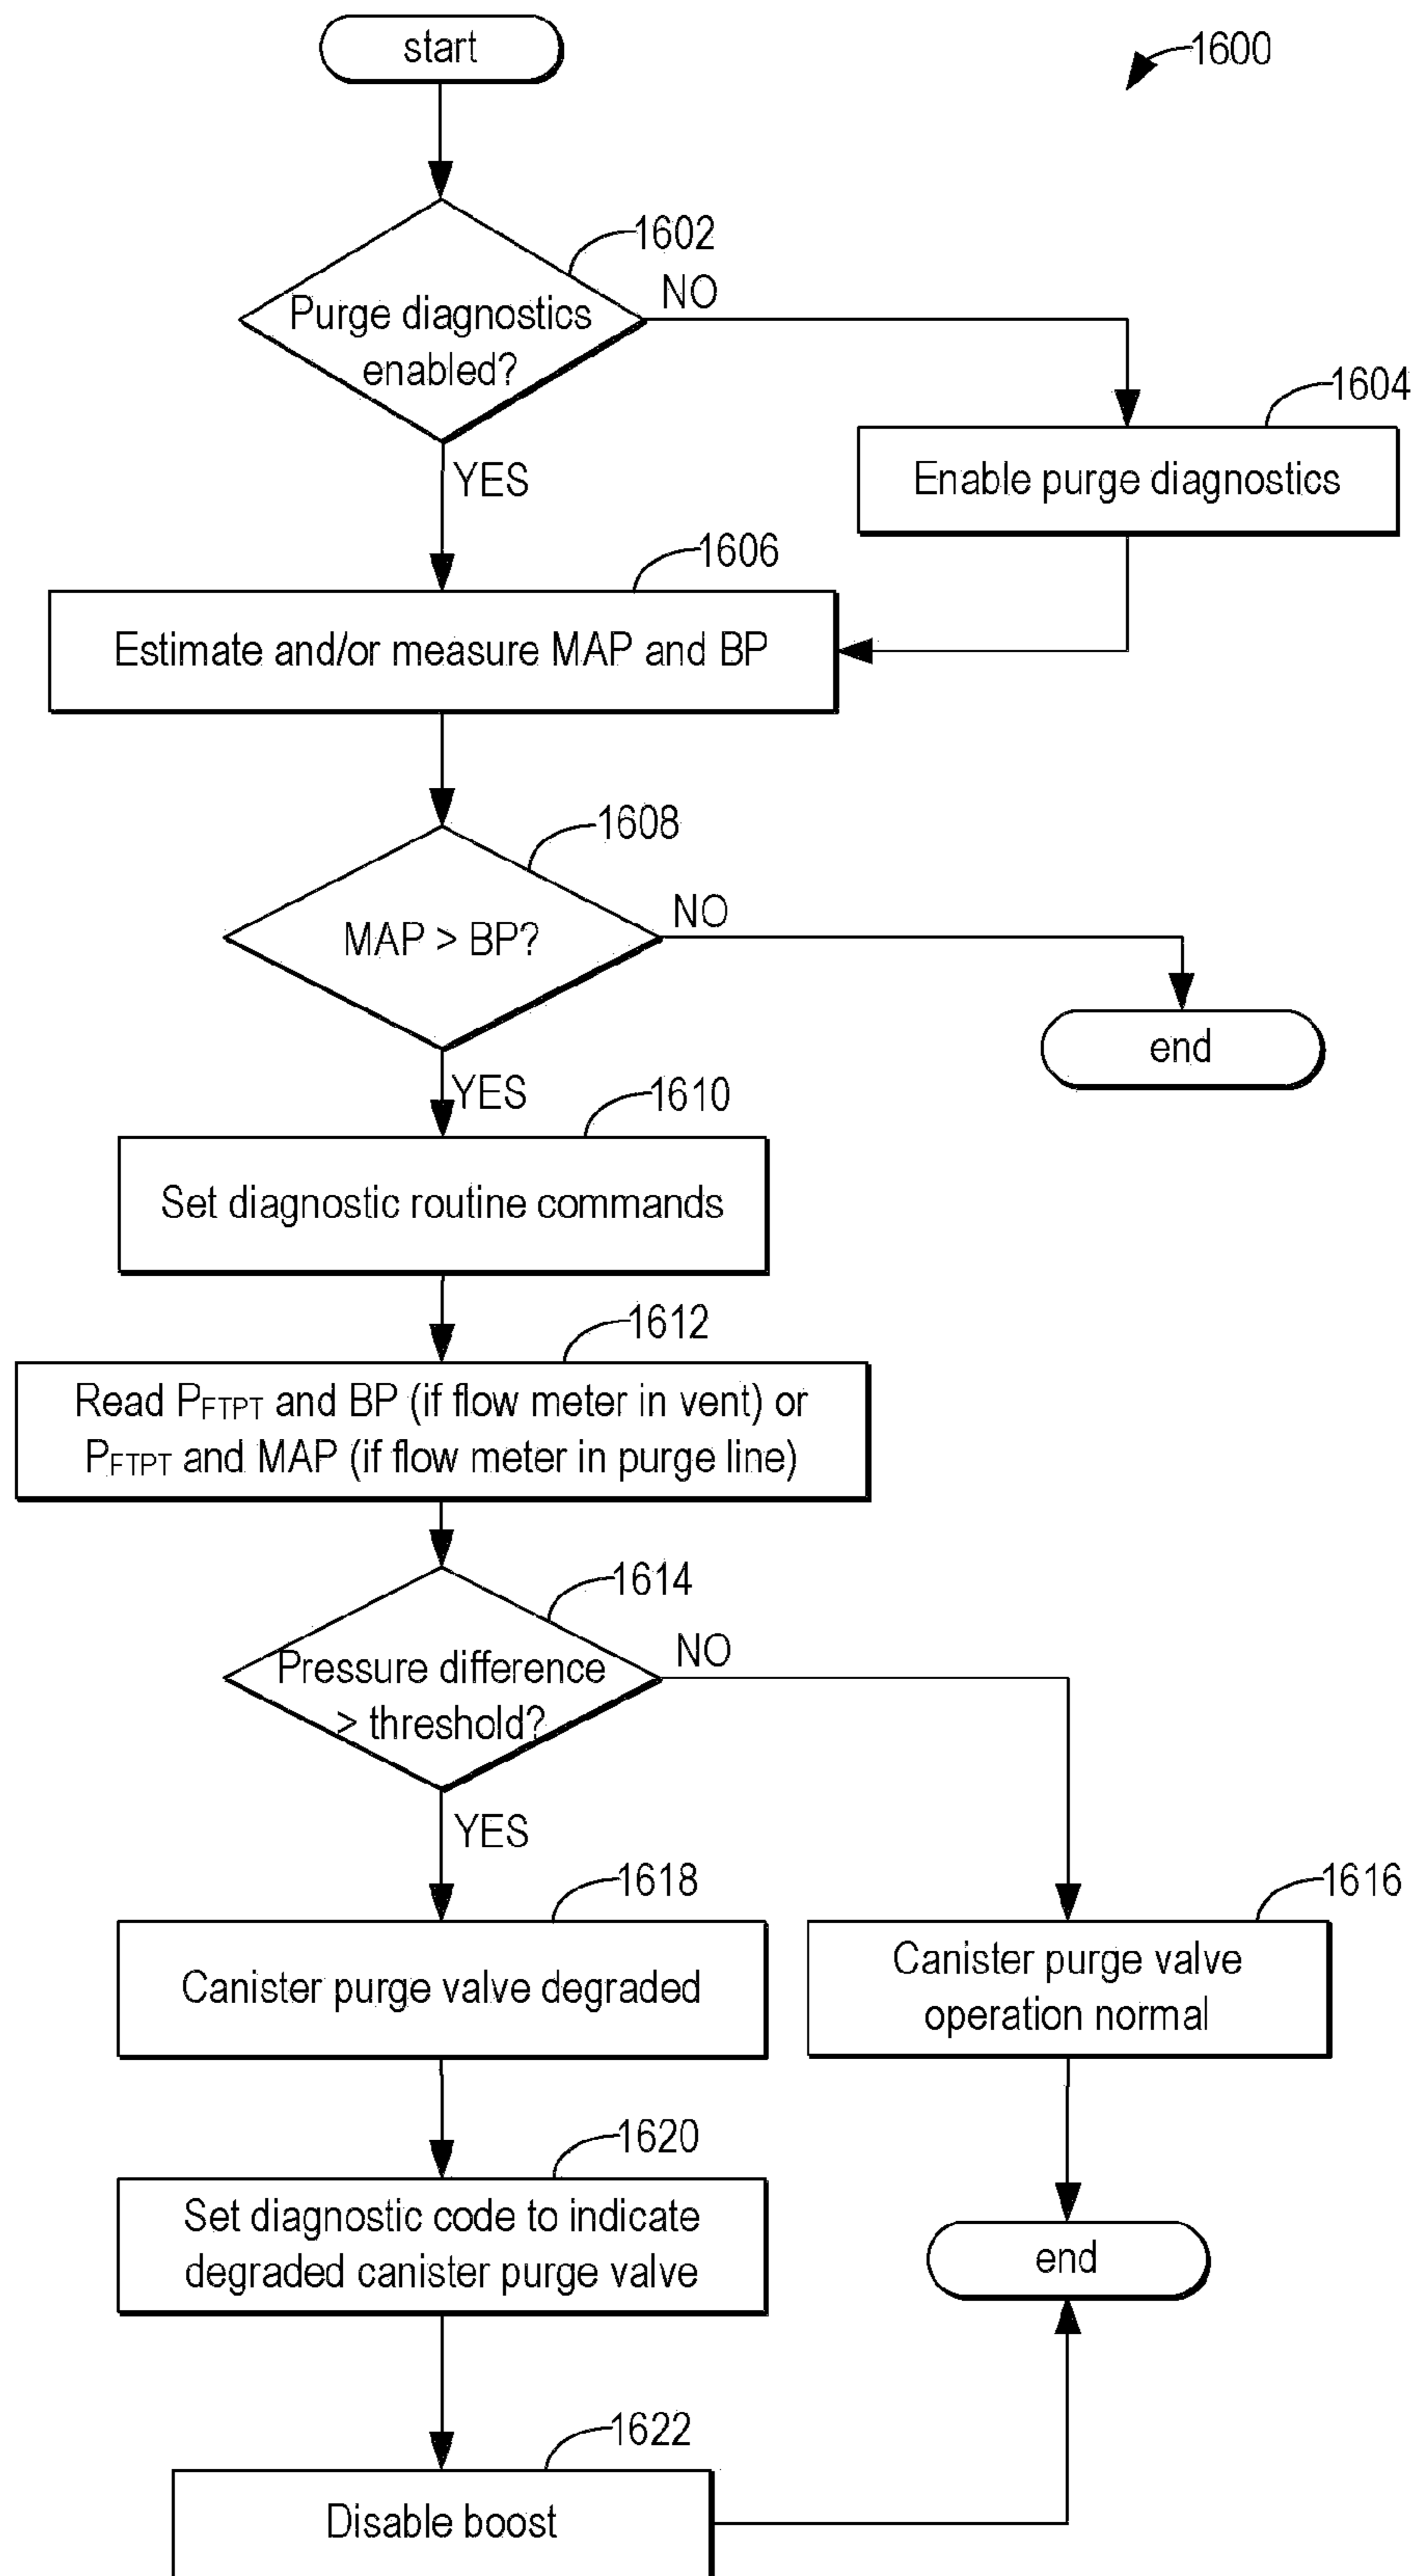 start
1600
1602
Purge diagnostics
enabled?
NO
YES
1604
Enable purge diagnostics
1606
Estimate and/or measure MAP and BP
1608
MAP > BP?
NO
end
YES
1610
Set diagnostic routine commands
1612
Read PFTPT and BP (if flow meter in vent) or
PFTPT and MAP (if flow meter in purge line)
1614
Pressure difference
> threshold?
NO
YES
1618
Canister purge valve degraded
1616
Canister purge valve
operation normal
1620
Set diagnostic code to indicate
degraded canister purge valve
end
1622
Disable boost